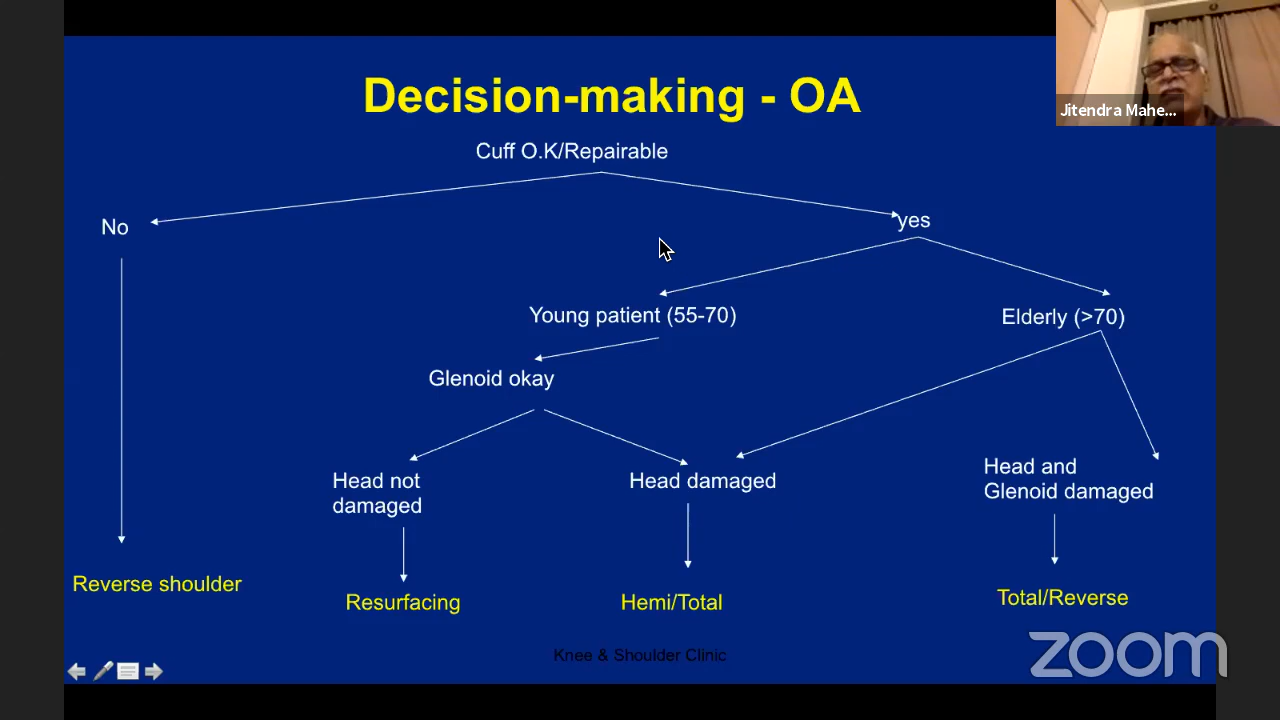 Decision-making - OA
Jitendra Mahe...
Cuff O.K/Repairable
No
yes
Young patient (55-70)
Elderly (>70)
Glenoid okay
Head not
damaged
Head damaged
Head and
Glenoid damaged
Reverse shoulder
Resurfacing
Hemi/Total
Total/Reverse
Knee & Shoulder Clinic
zoom